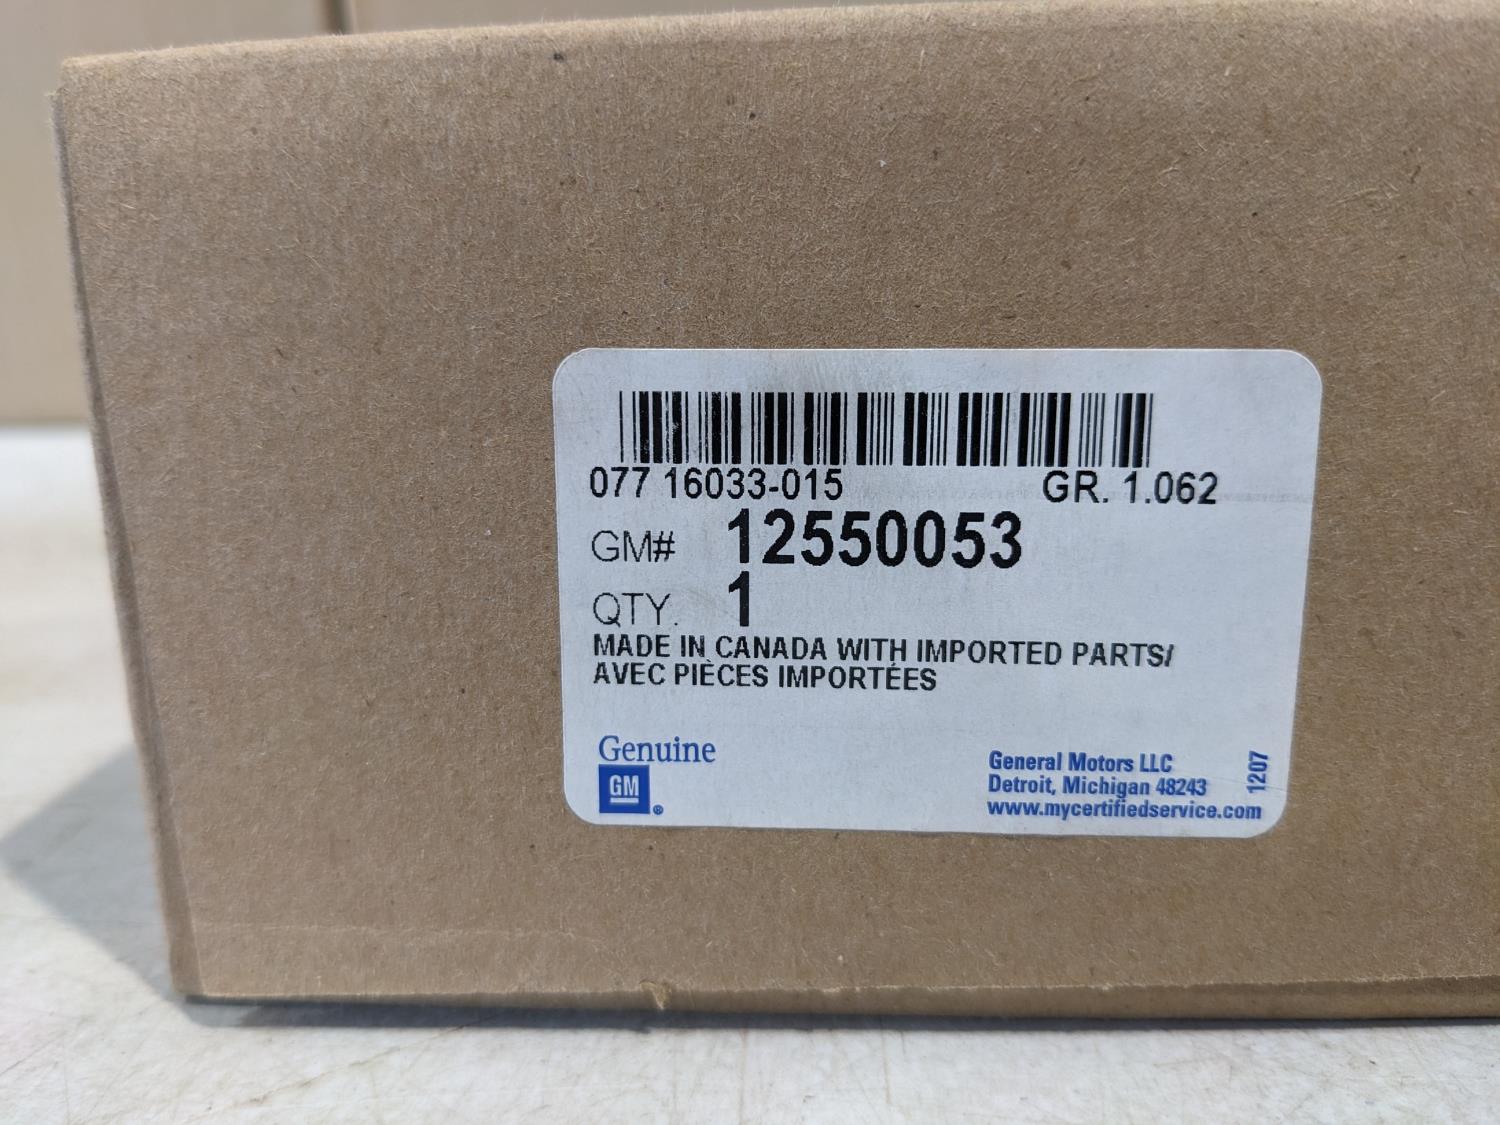 077 16033-015 GR. 1.062
GM# 12550053
QTY. 1
MADE IN CANADA WITH IMPORTED PARTS/
AVEC PIÈCES IMPORTÉES
Genuine
GM ®
General Motors LLC
Detroit, Michigan 48243
www.mycertifiedservice.com
1207